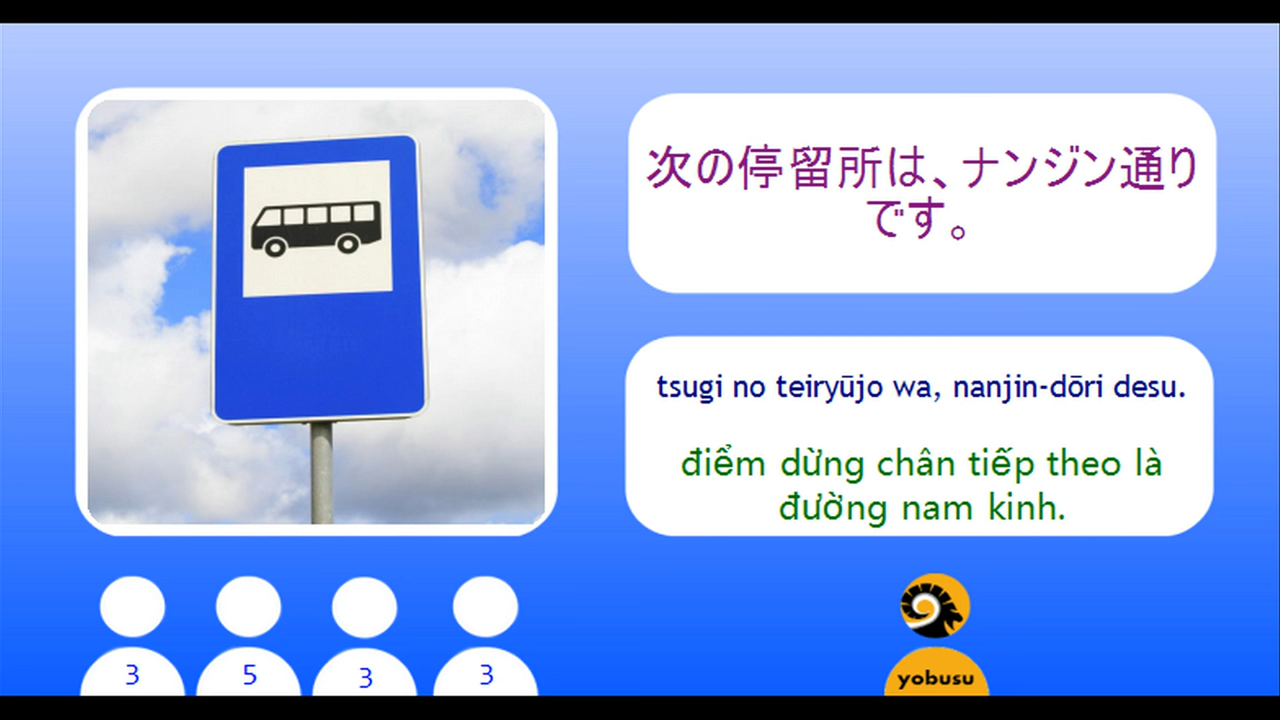 次の停留所は、ナンジン通り
です。
tsugi no teiryūjo wa, nanjin-dōri desu.
điểm dừng chân tiếp theo là
đường nam kinh.
3 5 3 3
yobusu